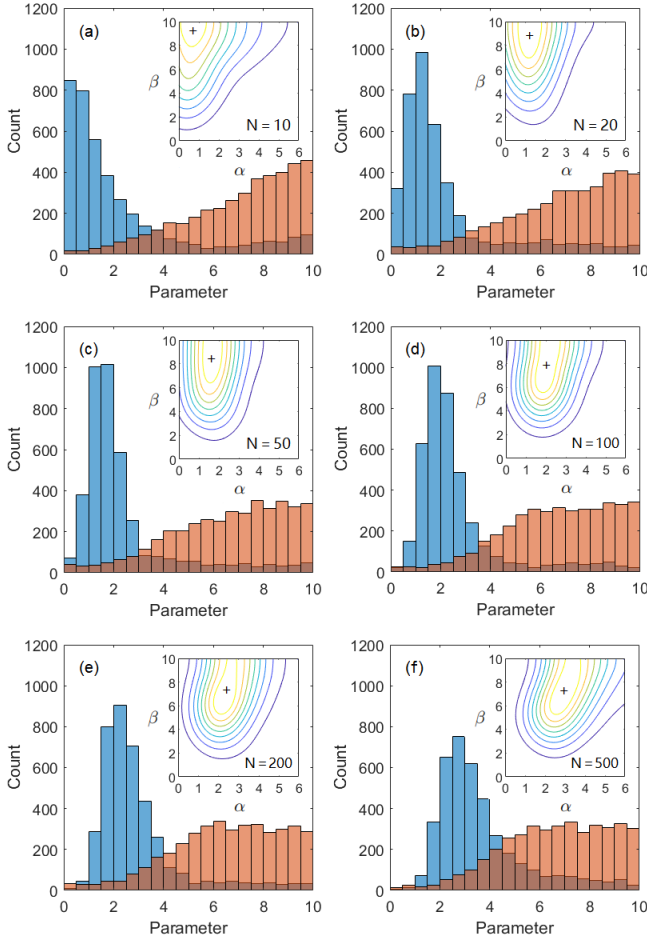 (a)
1200
1000
800
600
400
200
0
Count
0 2 4 6 8 10
Parameter
10
8
6
4
2
0
β
N = 10
0 1 2 3 4 5 6
α
(b)
1200
1000
800
600
400
200
0
Count
0 2 4 6 8 10
Parameter
10
8
6
4
2
0
β
N = 20
0 1 2 3 4 5 6
α
(c)
1200
1000
800
600
400
200
0
Count
0 2 4 6 8 10
Parameter
10
8
6
4
2
0
β
N = 50
0 1 2 3 4 5 6
α
(d)
1200
1000
800
600
400
200
0
Count
0 2 4 6 8 10
Parameter
10
8
6
4
2
0
β
N = 100
0 1 2 3 4 5 6
α
(e)
1200
1000
800
600
400
200
0
Count
0 2 4 6 8 10
Parameter
10
8
6
4
2
0
β
N = 200
0 1 2 3 4 5 6
α
(f)
1200
1000
800
600
400
200
0
Count
0 2 4 6 8 10
Parameter
10
8
6
4
2
0
β
N = 500
0 1 2 3 4 5 6
α